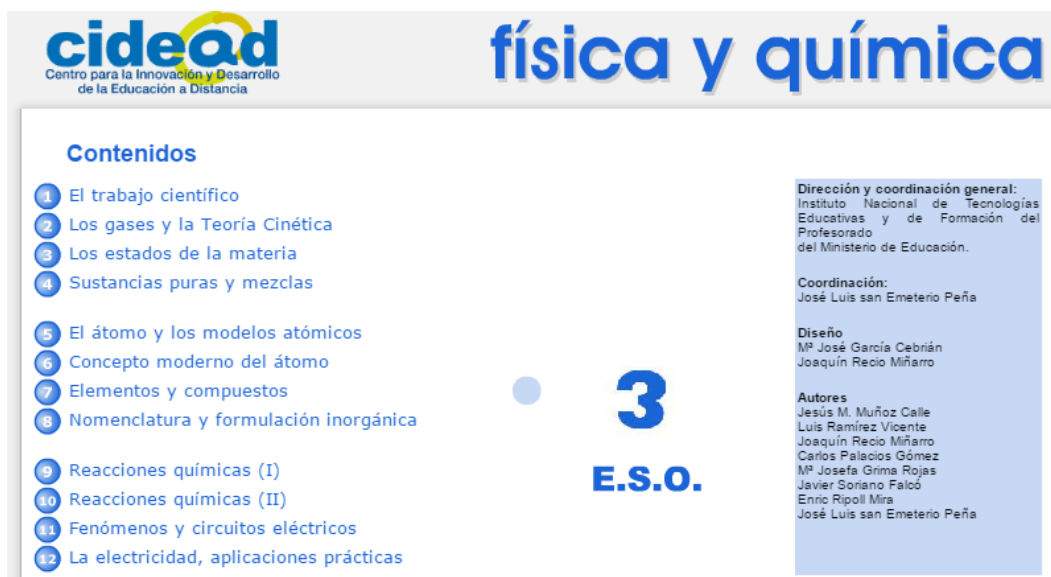 cidead
Centro para la Innovación y Desarrollo
de la Educación a Distancia
física y química
Contenidos
1 El trabajo científico
2 Los gases y la Teoría Cinética
3 Los estados de la materia
4 Sustancias puras y mezclas
5 El átomo y los modelos atómicos
6 Concepto moderno del átomo
7 Elementos y compuestos
8 Nomenclatura y formulación inorgánica
9 Reacciones químicas (I)
10 Reacciones químicas (II)
11 Fenómenos y circuitos eléctricos
12 La electricidad, aplicaciones prácticas
3
E.S.O.
Dirección y coordinación general:
Instituto Nacional de Tecnologías
Educativas y de Formación del
Profesorado
del Ministerio de Educación.
Coordinación:
José Luis san Emeterio Peña
Diseño
Mª José García Cebrián
Joaquín Recio Miñarro
Autores
Jesús M. Muñoz Calle
Luis Ramírez Vicente
Joaquín Recio Miñarro
Carlos Palacios Gómez
Mª Josefa Grima Rojas
Javier Soriano Falcó
Enric Ripoll Mira
José Luis san Emeterio Peña